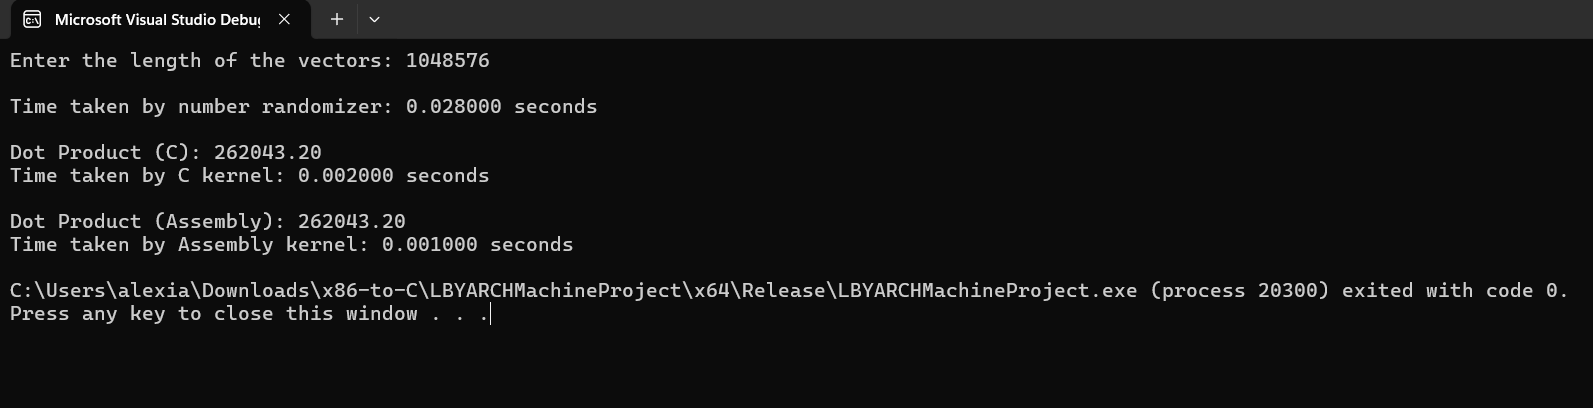 Microsoft Visual Studio Debug
Enter the length of the vectors: 1048576
Time taken by number randomizer: 0.028000 seconds
Dot Product (C): 262043.20
Time taken by C kernel: 0.002000 seconds
Dot Product (Assembly): 262043.20
Time taken by Assembly kernel: 0.001000 seconds
C:\Users\alexia\Downloads\x86-to-C\LBYARCHMachineProject\x64\Release\LBYARCHMachineProject.exe (process 20300) exited with code 0.
Press any key to close this window . . .